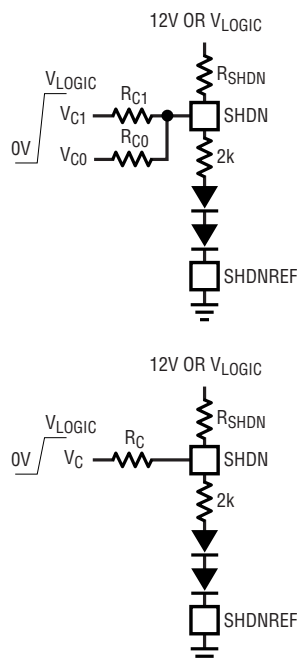 12V OR VLOGIC
RSHDN
VLOGIC
RC1
VC1
SHDN
0V
RC0
VC0
2k
SHDNREF
12V OR VLOGIC
RSHDN
VLOGIC
RC
0V
VC
SHDN
2k
SHDNREF